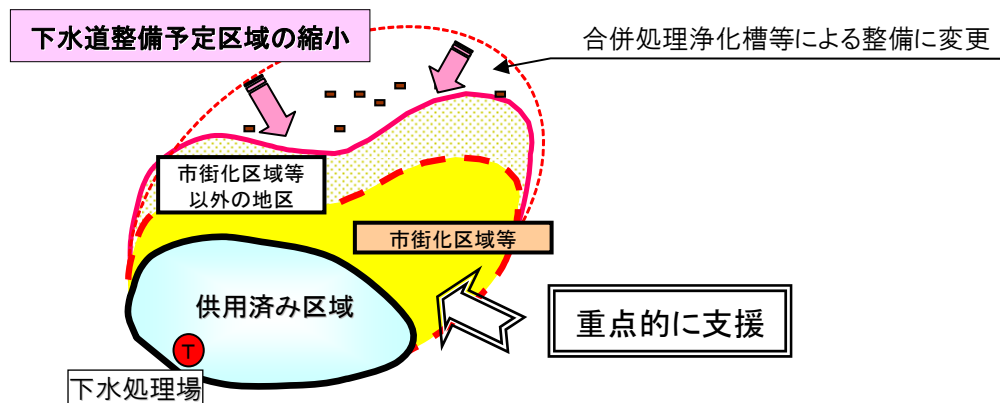 下水道整備予定区域の縮小
合併処理浄化槽等による整備に変更
市街化区域等
以外の地区
市街化区域等
供用済み区域
重点的に支援
T
下水処理場